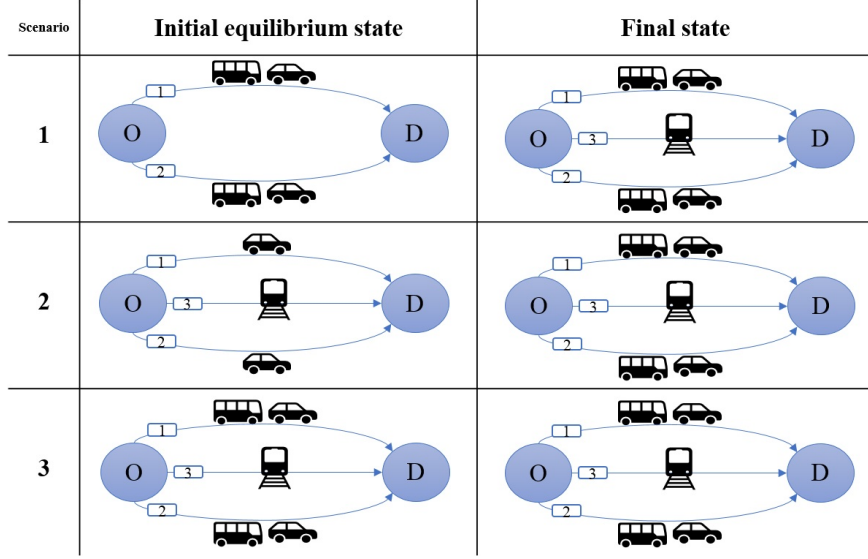 Scenario Initial equilibrium state Final state
1 1 1
O D O 3 D
2 2
2 1 1
O 3 D O 3 D
2 2
3 1 1
O 3 D O 3 D
2 2